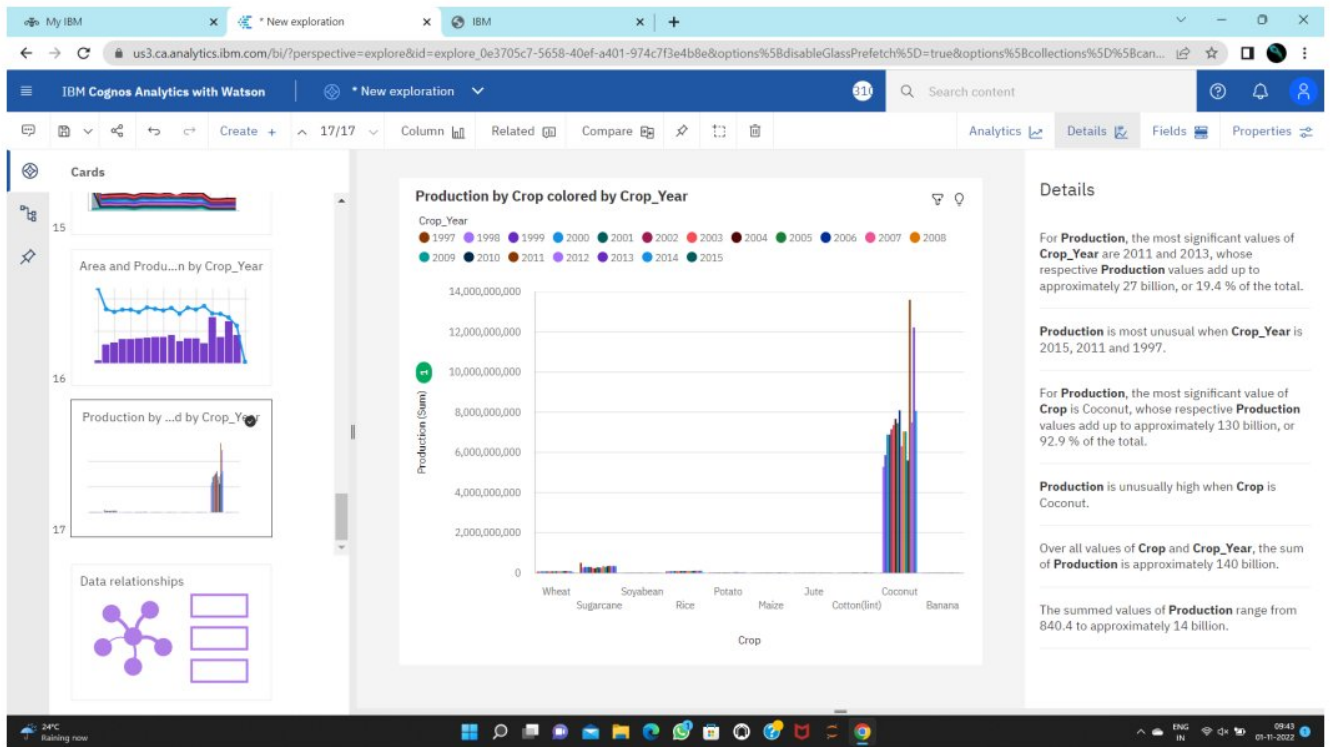 My IBM
* New exploration
IBM
us3.ca.analytics.ibm.com/bi/?perspective=explore&id=explore_0e3705c7-5658-40ef-a401-974c7f3e4b8e&options%5BdisableGlassPrefetch%5D=true&options%5Bcollections%5D%5Bcan...
IBM Cognos Analytics with Watson
* New exploration
Search content
Create +
17/17
Column
Related
Compare
Analytics
Details
Fields
Properties
Cards
15
Area and Produ...n by Crop_Year
16
Production by ...d by Crop_Year
17
Data relationships
Production by Crop colored by Crop_Year
Crop_Year
1997 1998 1999 2000 2001 2002 2003 2004 2005 2006 2007 2008
2009 2010 2011 2012 2013 2014 2015
Production (Sum)
14,000,000,000
12,000,000,000
10,000,000,000
8,000,000,000
6,000,000,000
4,000,000,000
2,000,000,000
0
Wheat Soyabean Potato Jute Coconut
Sugarcane Rice Maize Cotton(lint) Banana
Crop
Details
For Production, the most significant values of
Crop_Year are 2011 and 2013, whose
respective Production values add up to
approximately 27 billion, or 19.4 % of the total.
Production is most unusual when Crop_Year is
2015, 2011 and 1997.
For Production, the most significant value of
Crop is Coconut, whose respective Production
values add up to approximately 130 billion, or
92.9 % of the total.
Production is unusually high when Crop is
Coconut.
Over all values of Crop and Crop_Year, the sum
of Production is approximately 140 billion.
The summed values of Production range from
840.4 to approximately 14 billion.
24°C
Raining now
ENG
IN
09:43
01-11-2022